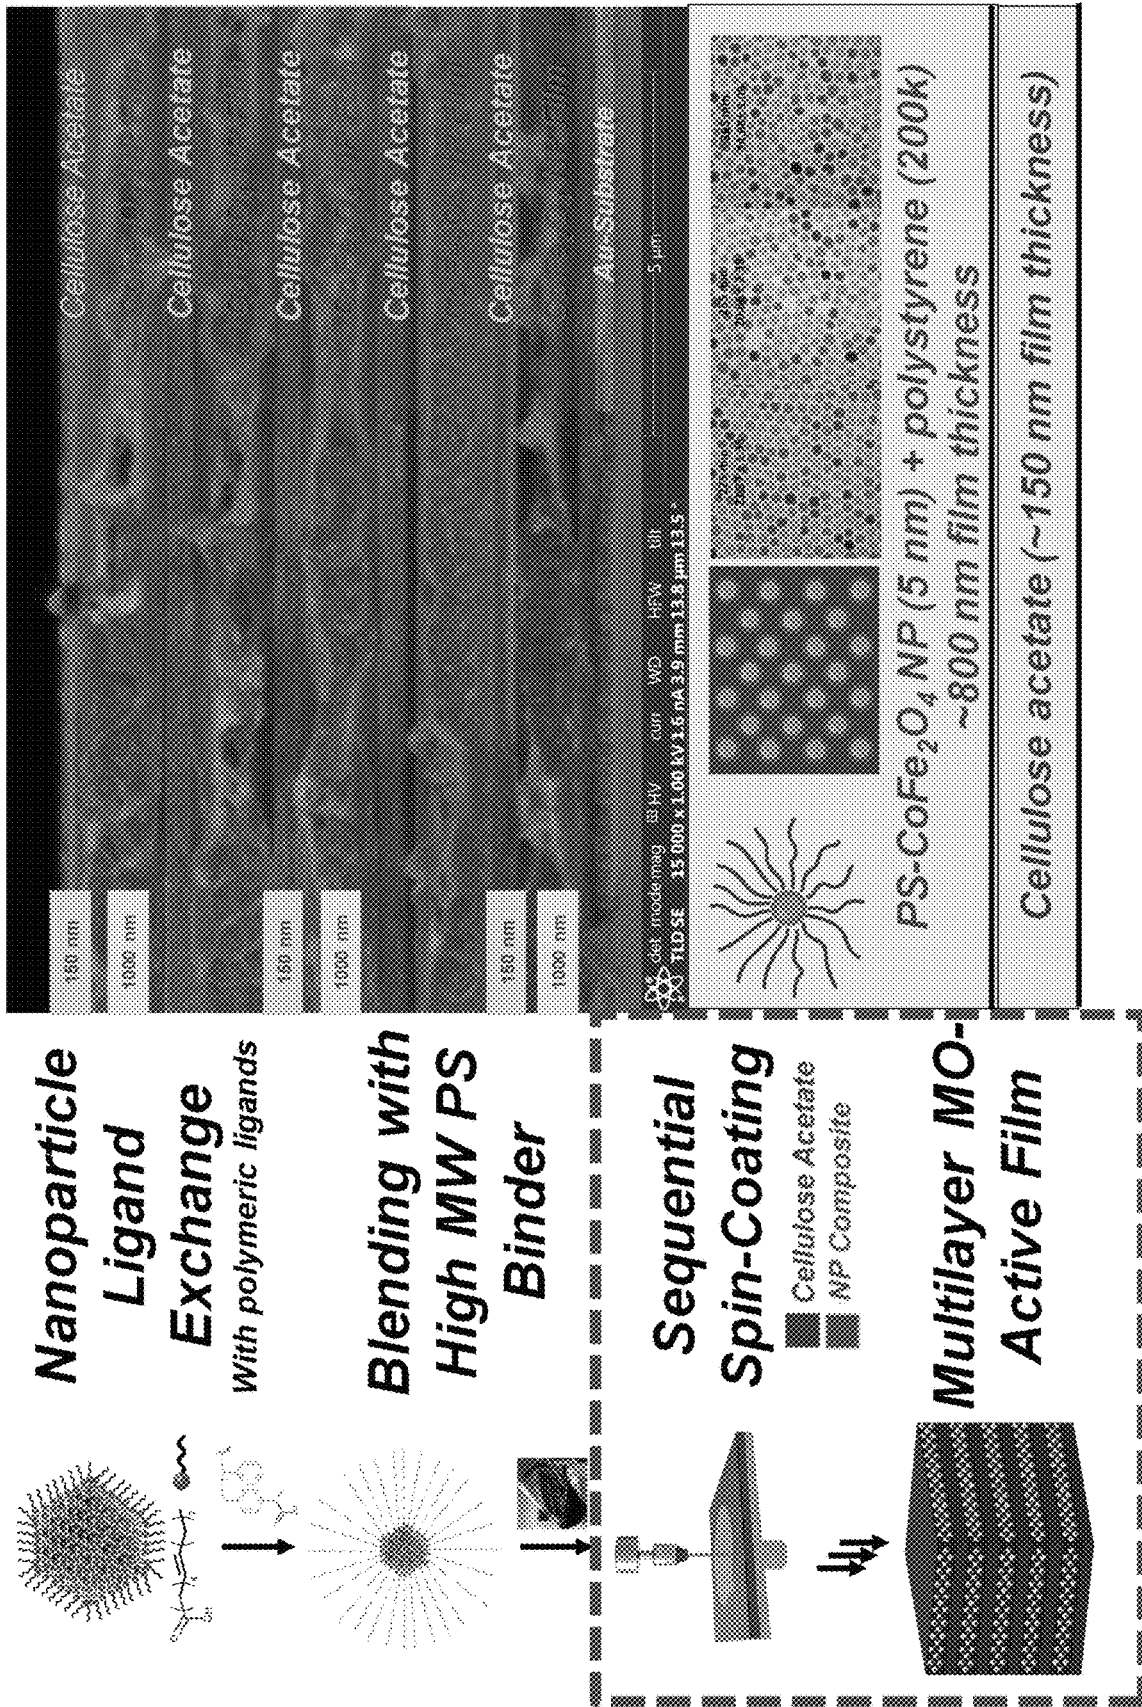 Nanoparticle
Ligand
Exchange
With polymeric ligands
Blending with
High MW PS
Binder
Sequential
Spin-Coating
Cellulose Acetate
NP Composite
Multilayer MO-
Active Film
150 nm
1000 nm
150 nm
1000 nm
150 nm
1000 nm
Cellulose Acetate
Cellulose Acetate
Cellulose Acetate
Cellulose Acetate
Cellulose Acetate
Au-Substrate
det mode mag HV curr WD HFW tilt
TLD SE 15 000 x 1.00 kV 1.6 nA 3.9 mm 13.8 µm 13.5 °
5 µm
PS-CoFe₂O₄ NP (5 nm) + polystyrene (200k)
~800 nm film thickness
Cellulose acetate (~150 nm film thickness)